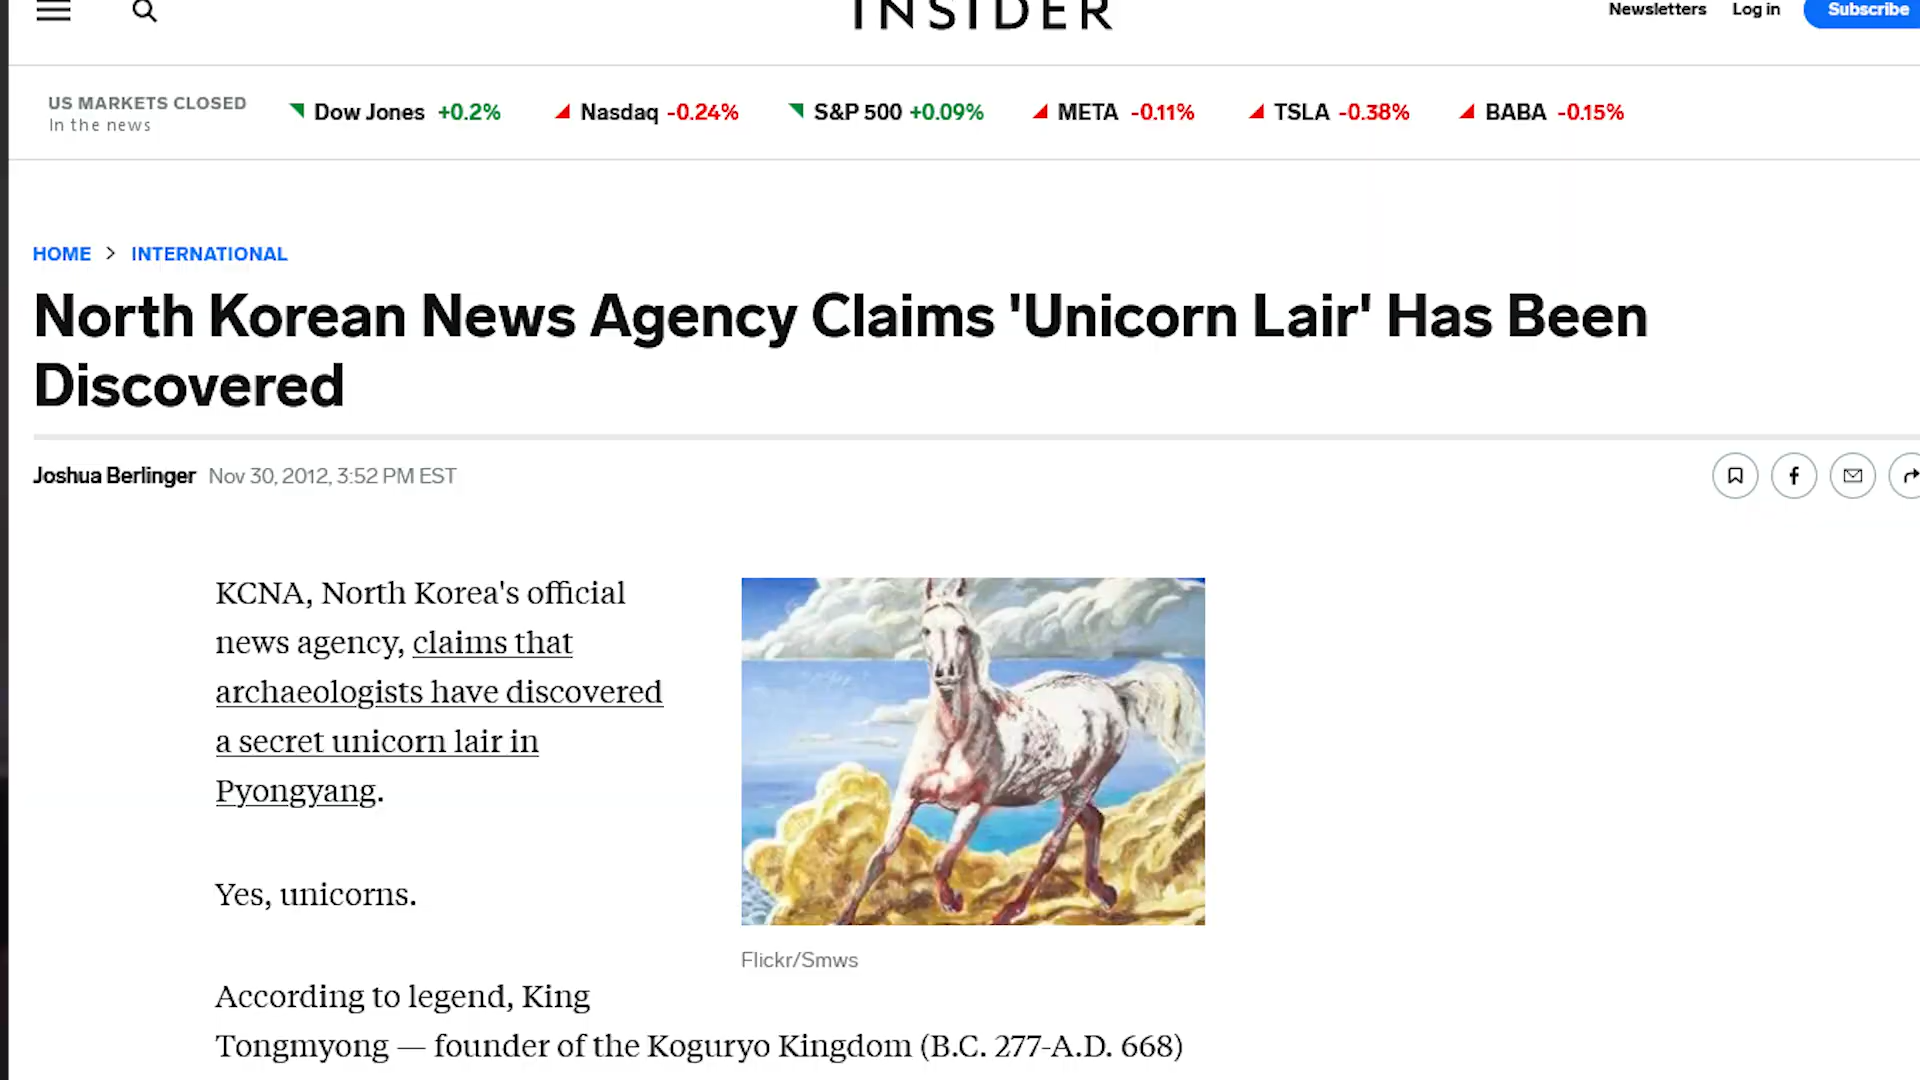 INSIDER
Newsletters Log in Subscribe
US MARKETS CLOSED
In the news
Dow Jones +0.2% Nasdaq -0.24% S&P 500 +0.09% META -0.11% TSLA -0.38% BABA -0.15%
HOME > INTERNATIONAL
North Korean News Agency Claims 'Unicorn Lair' Has Been
Discovered
Joshua Berlinger Nov 30, 2012, 3:52 PM EST
KCNA, North Korea's official
news agency, claims that
archaeologists have discovered
a secret unicorn lair in
Pyongyang.
Yes, unicorns.
Flickr/Smws
According to legend, King
Tongmyong — founder of the Koguryo Kingdom (B.C. 277-A.D. 668)